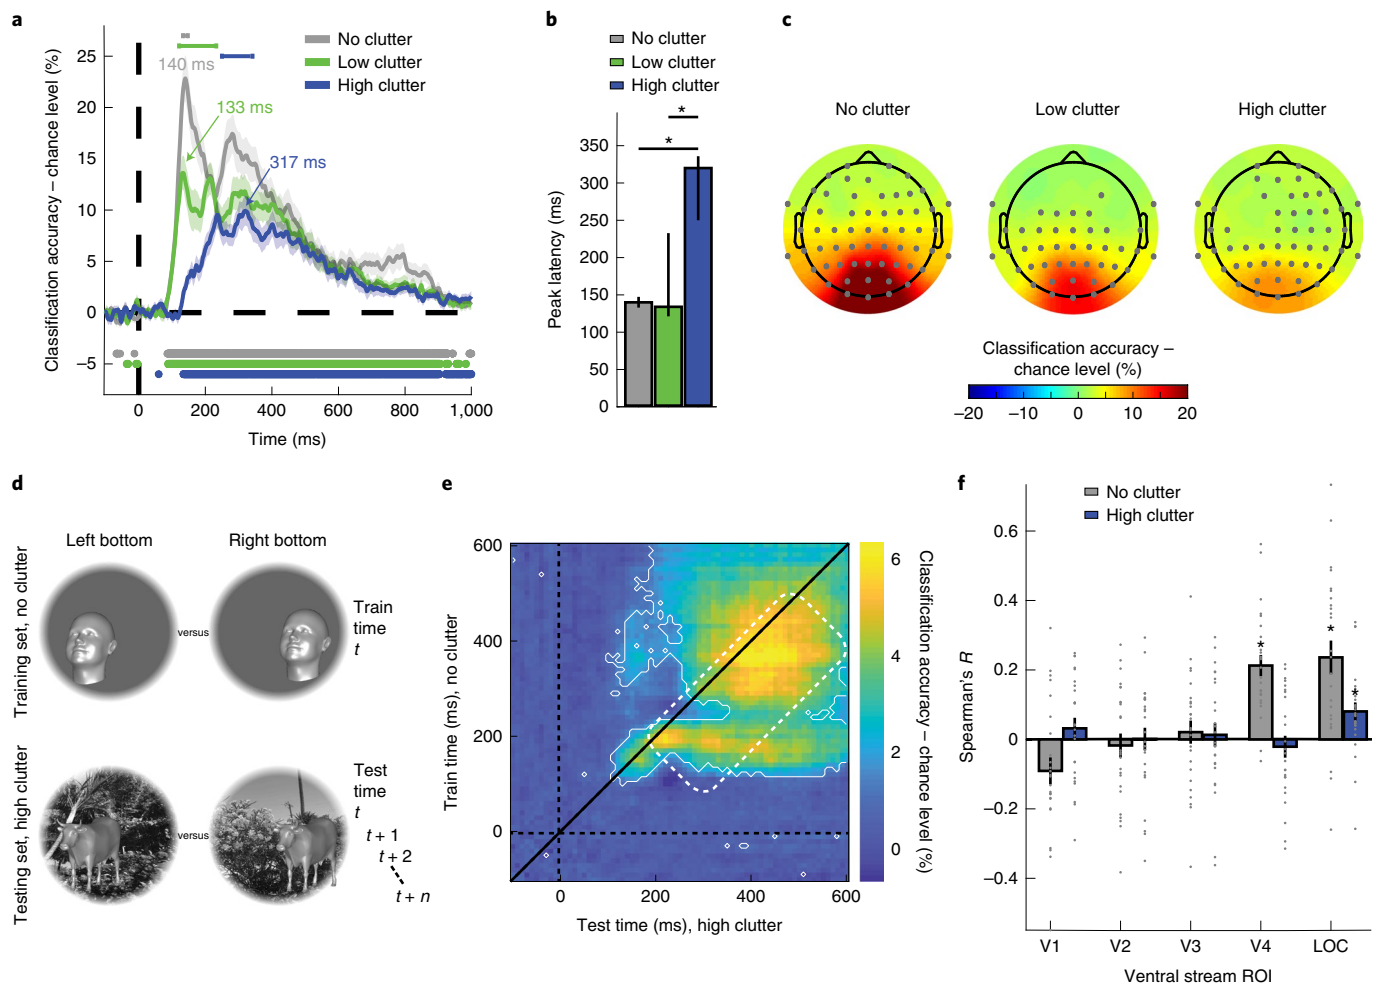 a
Classification accuracy – chance level (%)
25
20
15
10
5
0
–5
140 ms
133 ms
317 ms
No clutter
Low clutter
High clutter
0
200
400
600
800
1,000
Time (ms)
b
No clutter
Low clutter
High clutter
*
*
Peak latency (ms)
350
300
250
200
150
100
50
0
c
No clutter
Low clutter
High clutter
Classification accuracy –
chance level (%)
–20
–10
0
10
20
d
Left bottom
Right bottom
Training set, no clutter
versus
Train
time
t
Testing set, high clutter
versus
Test
time
t
t + 1
t + 2
t + n
e
Train time (ms), no clutter
600
400
200
0
0
200
400
600
Test time (ms), high clutter
6
4
2
0
Classification accuracy – chance level (%)
f
No clutter
High clutter
Spearman's R
0.6
0.4
0.2
0
–0.2
–0.4
*
*
*
V1
V2
V3
V4
LOC
Ventral stream ROI